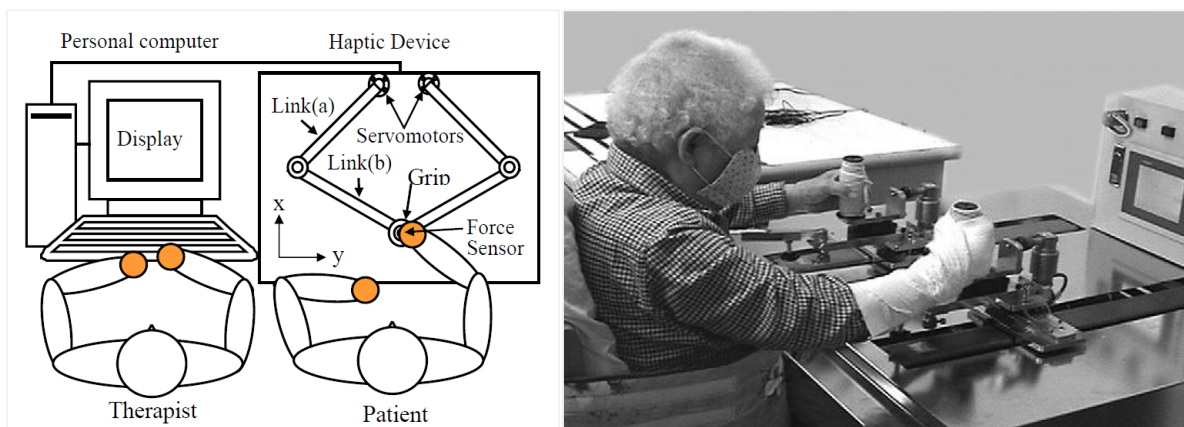 Personal computer
Haptic Device
Link(a)
Display
Servomotors
Link(b)
Grip
x
Force
Sensor
y
Therapist
Patient